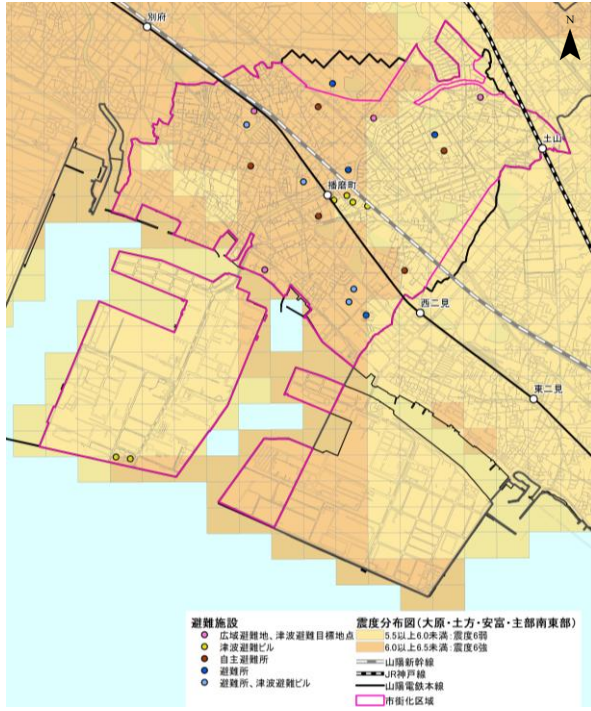 別府
N
土山
播磨町
西二見
東二見
避難施設
広域避難地、津波避難目標地点
津波避難ビル
自主避難所
避難所
避難所、津波避難ビル
震度分布図(大原・土方・安富・主部南東部)
5.5以上6.0未満:震度6弱
6.0以上6.5未満:震度6強
山陽新幹線
JR神戸線
山陽電鉄本線
市街化区域